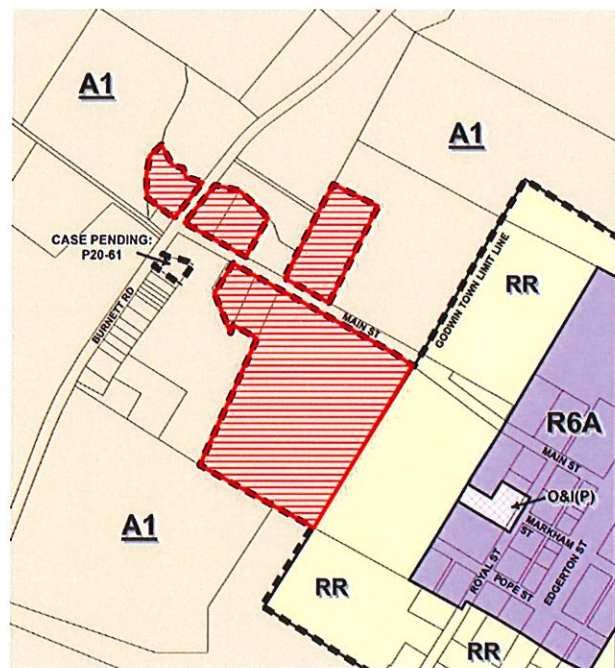 A1
A1
CASE PENDING:
P20-61
BURNETT RD
MAIN ST
GODWIN TOWN LIMIT LINE
RR
R6A
MAIN ST
O&I(P)
MARKHAM
ST
EDGERTON ST
ROYAL ST
POPE ST
A1
RR
RR